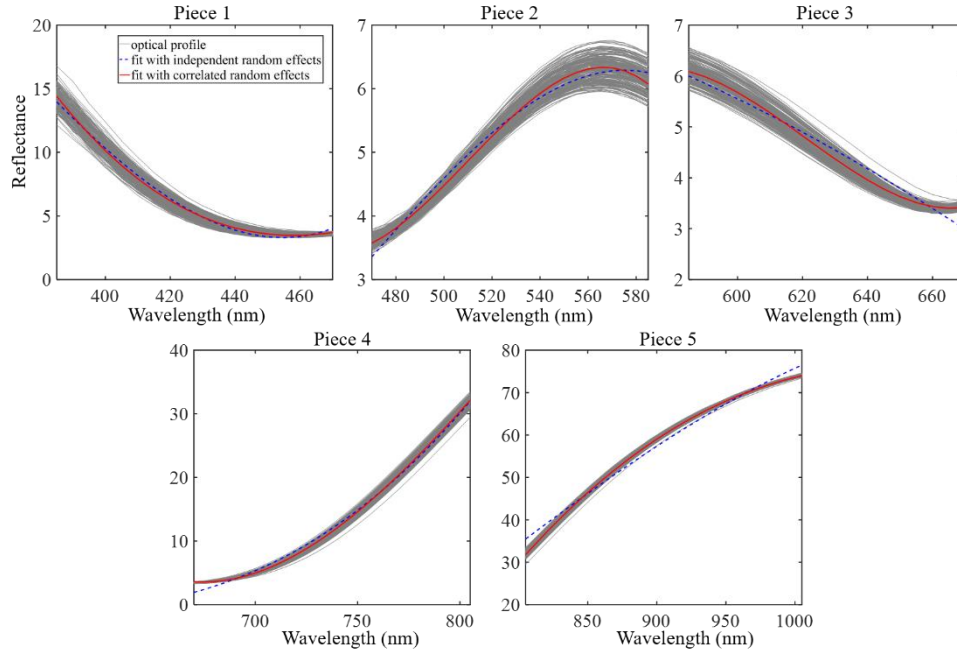 Piece 1
Piece 2
Piece 3
20
15
10
5
0
optical profile
fit with independent random effects
fit with correlated random effects
7
6
5
4
3
7
6
5
4
3
2
Reflectance
400 420 440 460
480 500 520 540 560 580
600 620 640 660
Wavelength (nm)
Wavelength (nm)
Wavelength (nm)
Piece 4
Piece 5
40
30
20
10
0
80
70
60
50
40
30
20
700 750 800
850 900 950 1000
Wavelength (nm)
Wavelength (nm)